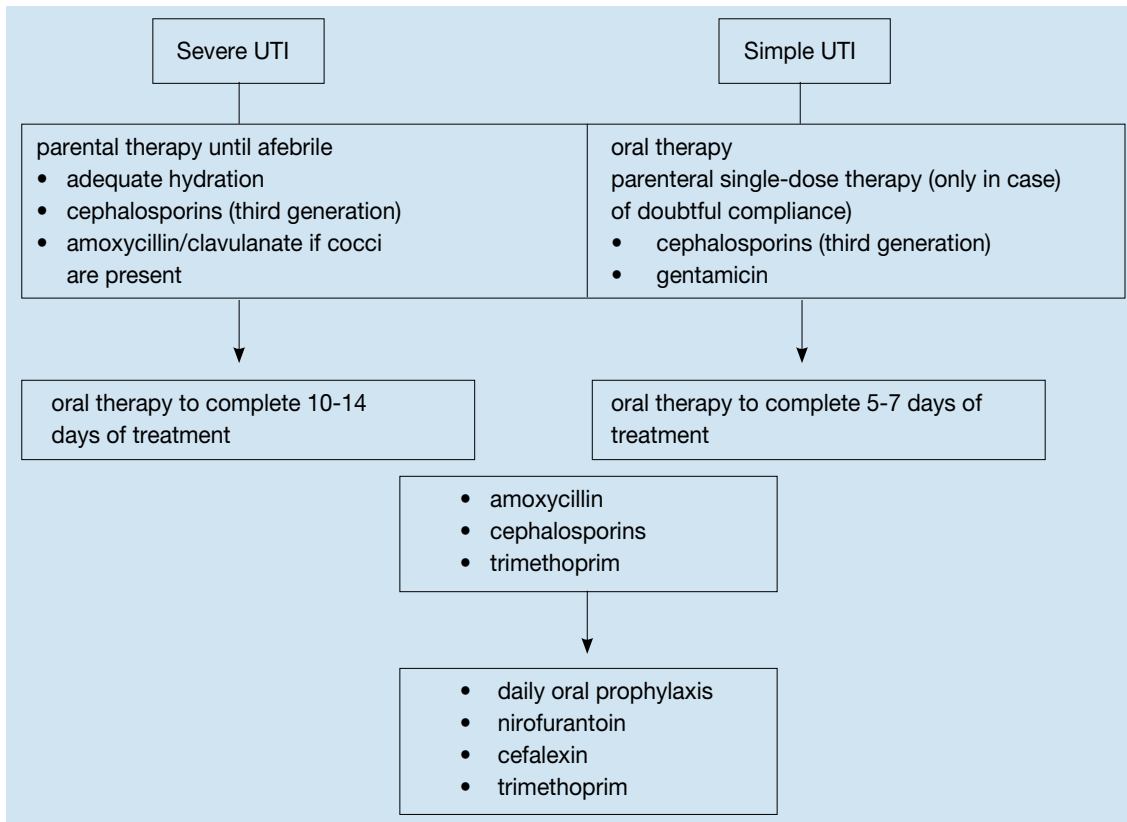 Severe UTI
Simple UTI
parental therapy until afebrile
• adequate hydration
• cephalosporins (third generation)
• amoxycillin/clavulanate if cocci
are present
oral therapy
parenteral single-dose therapy (only in case)
of doubtful compliance)
• cephalosporins (third generation)
• gentamicin
oral therapy to complete 10-14
days of treatment
oral therapy to complete 5-7 days of
treatment
• amoxycillin
• cephalosporins
• trimethoprim
• daily oral prophylaxis
• nirofurantoin
• cefalexin
• trimethoprim